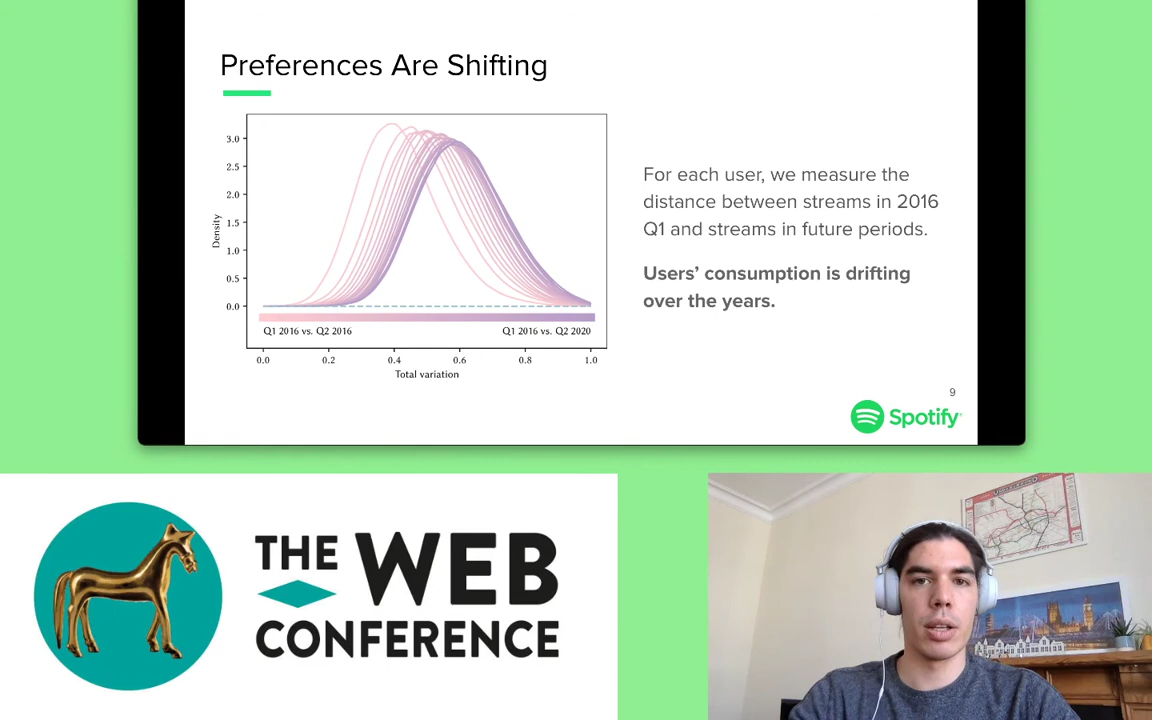 Preferences Are Shifting
3.0
2.5
2.0
1.5
1.0
0.5
0.0
Density
Q1 2016 vs. Q2 2016
Q1 2016 vs. Q2 2020
0.0 0.2 0.4 0.6 0.8 1.0
Total variation
For each user, we measure the
distance between streams in 2016
Q1 and streams in future periods.
Users’ consumption is drifting
over the years.
9
Spotify
THE WEB
CONFERENCE